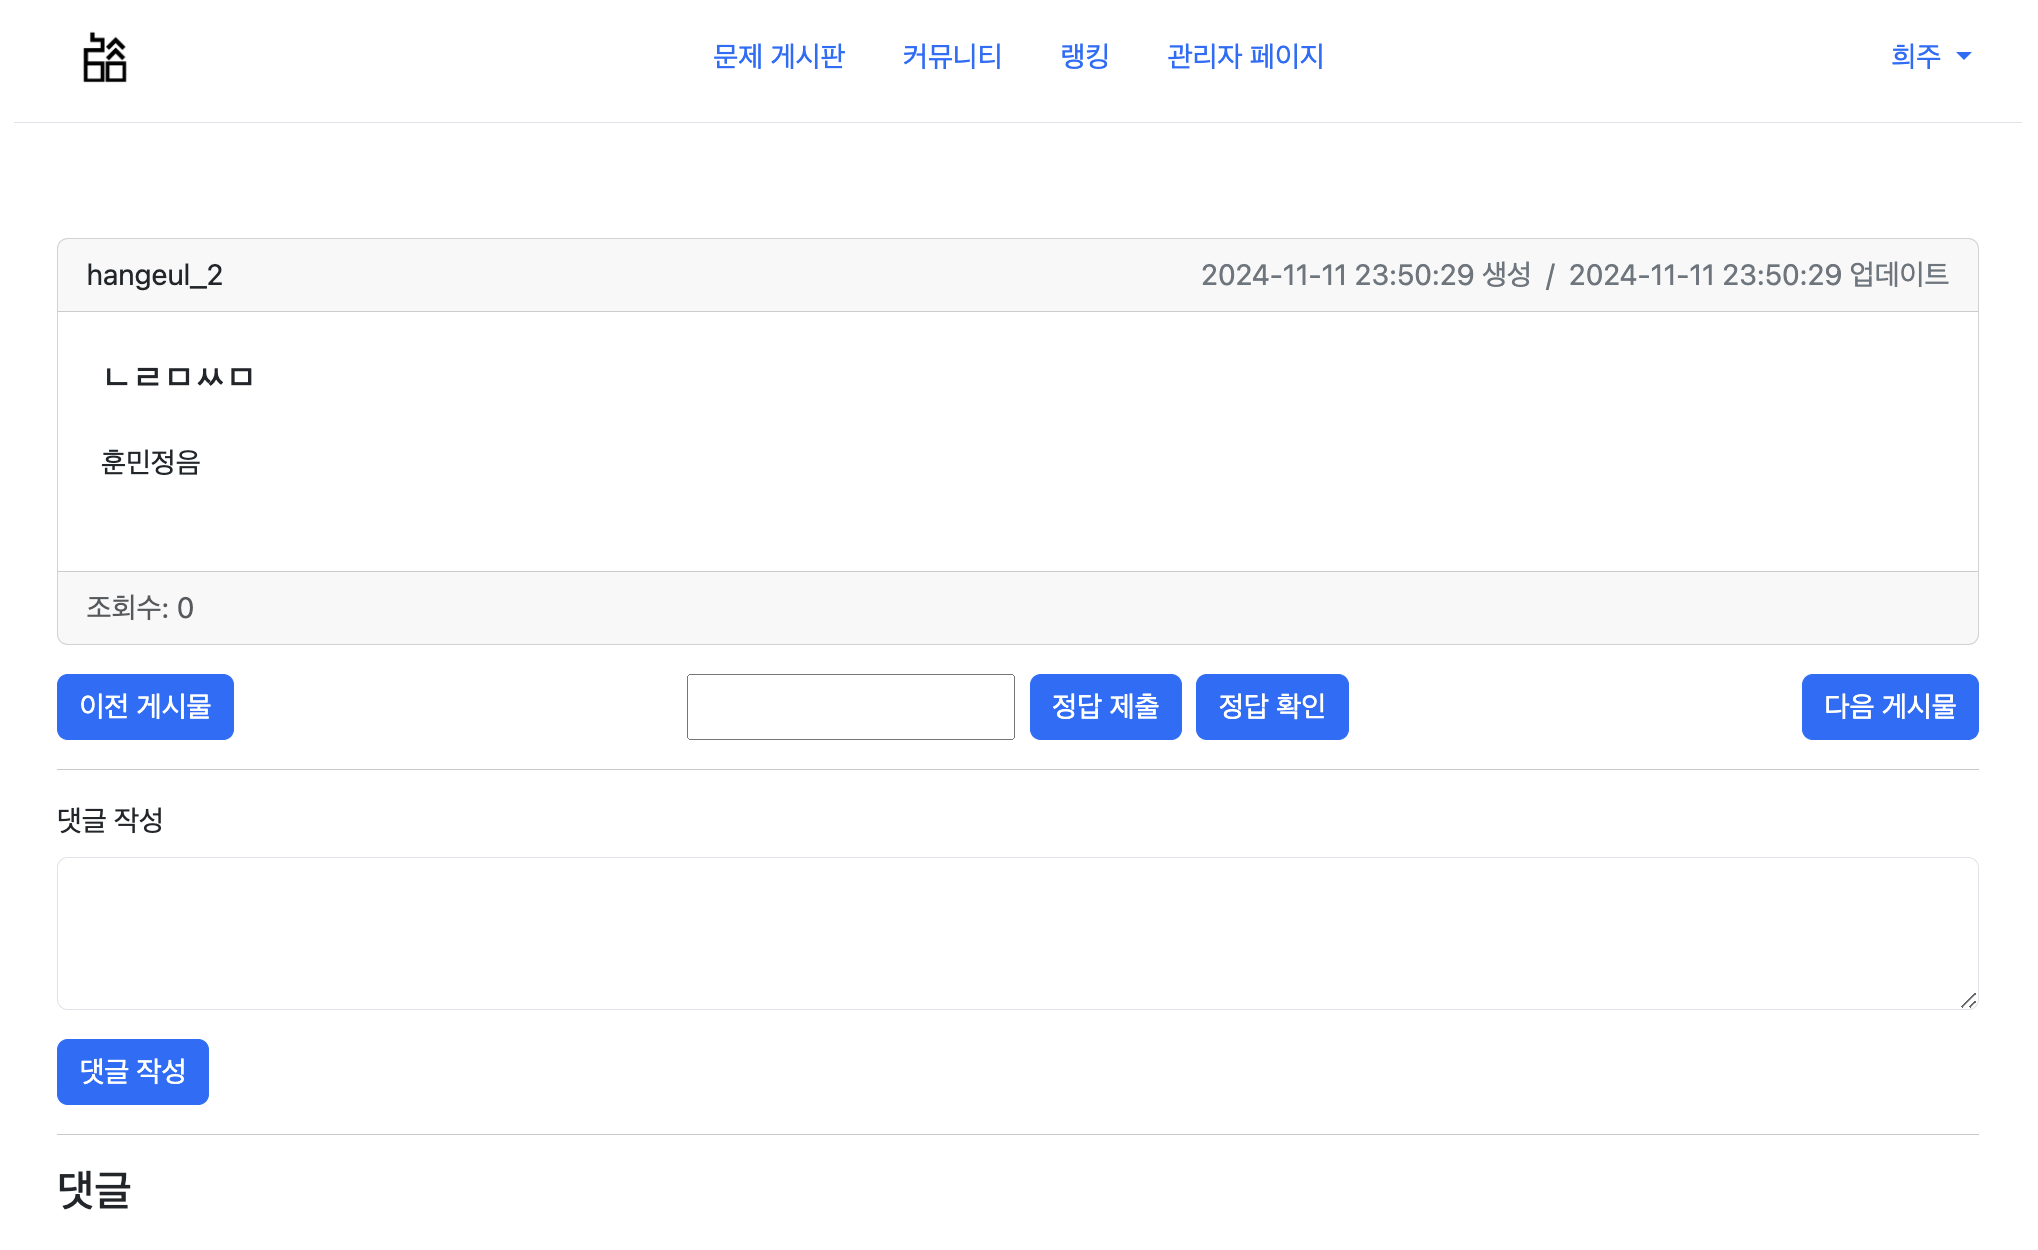 문제 게시판 커뮤니티 랭킹 관리자 페이지 희주
hangeul_2 2024-11-11 23:50:29 생성 / 2024-11-11 23:50:29 업데이트
ㄴㄹㅁㅆㅁ
훈민정음
조회수: 0
이전 게시물 정답 제출 정답 확인 다음 게시물
댓글 작성
댓글 작성
댓글